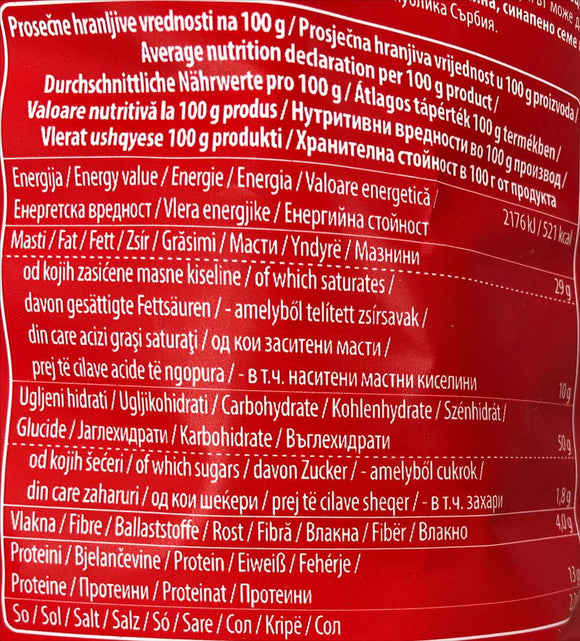 може
синапено семе
Сърбия.
Prosečne hranljive vrednosti na 100 g / Prosječna hranjiva vrijednost u 100 g proizvoda /
Average nutrition declaration per 100 g product /
Durchschnittliche Nährwerte pro 100 g / Átlagos tápérték 100 g termékben /
Valoare nutritivă la 100 g produs / Нутритивни вредности во 100 g производ /
Vlerat ushqyese 100 g produkti / Хранителна стойност в 100 г от продукта
Energija / Energy value / Energie / Energia / Valoare energetică /
Енергетска вредност / Vlera energjike / Енергийна стойност 2176 kJ / 521 kcal
Masti / Fat / Fett / Zsír / Grăsimi / Масти / Yndyrë / Мазнини 29 g
od kojih zasićene masne kiseline / of which saturates /
davon gesättigte Fettsäuren / - amelyből telített zsírsavak /
din care acizi grași saturați / од кои заситени масти /
prej të cilave acide të ngopura / - в т.ч. наситени мастни киселини 10 g
Ugljeni hidrati / Ugljikohidrati / Carbohydrate / Kohlenhydrate / Szénhidrát /
Glucide / Јаглехидрати / Karbohidrate / Въглехидрати 50 g
od kojih šećeri / of which sugars / davon Zucker / - amelyből cukrok /
din care zaharuri / од кои шеќери / prej të cilave sheqer / - в т.ч. захари 1,8 g
Vlakna / Fibre / Ballaststoffe / Rost / Fibră / Влакна / Fibër / Влакно 4,0 g
Proteini / Bjelančevine / Protein / Eiweiß / Fehérje /
Proteine / Протеини / Proteinat / Протеини 13 g
So / Sol / Salt / Salz / Só / Sare / Сол / Kripë / Сол